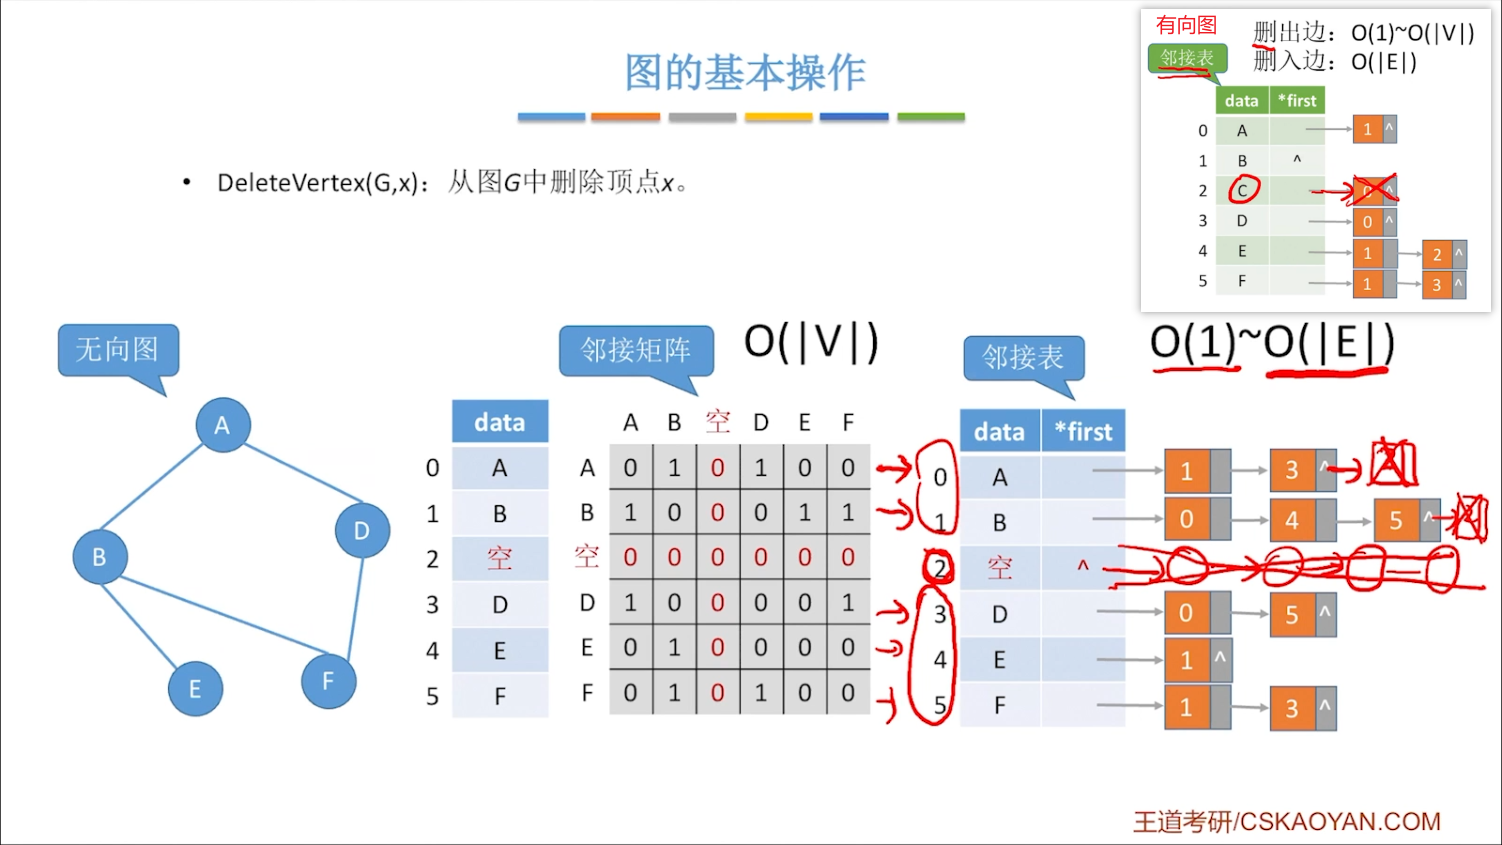 图的基本操作
• DeleteVertex(G,x)：从图G中删除顶点x。
有向图
邻接表
删出边：O(1)~O(|V|)
删入边：O(|E|)
data *first
0 A 1 ^
1 B ^
2 C 0 ^
3 D 0 ^
4 E 1 2 ^
5 F 1 3 ^
无向图
A
B
D
E
F
邻接矩阵
O(|V|)
data
0 A
1 B
2 空
3 D
4 E
5 F
A B 空 D E F
A 0 1 0 1 0 0
B 1 0 0 0 1 1
空 0 0 0 0 0 0
D 1 0 0 0 0 1
E 0 1 0 0 0 0
F 0 1 0 1 0 0
邻接表
O(1)~O(|E|)
data *first
0 A 1 3 ^
1 B 0 4 5 ^
2 空 ^
3 D 0 5 ^
4 E 1 ^
5 F 1 3 ^
王道考研/CSKAOYAN.COM